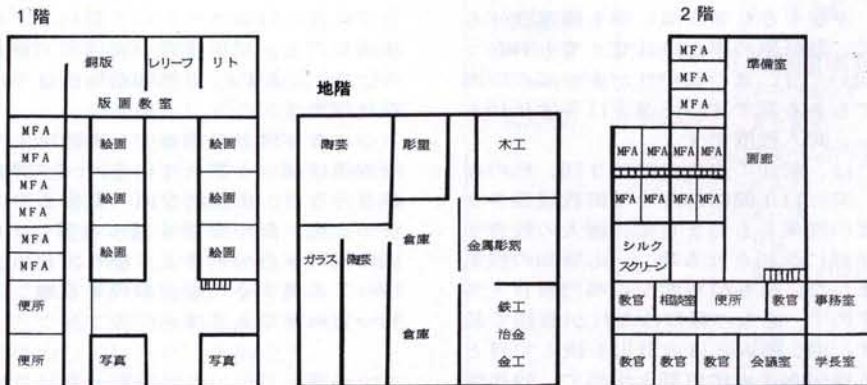 1階
銅版 レリーフ リト
版画教室
MFA 絵画 絵画
MFA
MFA 絵画 絵画
MFA
MFA 絵画 絵画
MFA
便所
便所 写真 写真
地階
陶芸 彫塑 木工
倉庫 金属彫刻
ガラス 陶芸
倉庫 鉄工
冶金
金工
2階
MFA 準備室
MFA
MFA
MFA MFA MFA MFA 画廊
MFA MFA MFA MFA
シルク
スクリーン
教官 相談室 便所 教官 事務室
教官 教官 教官 会議室 学長室